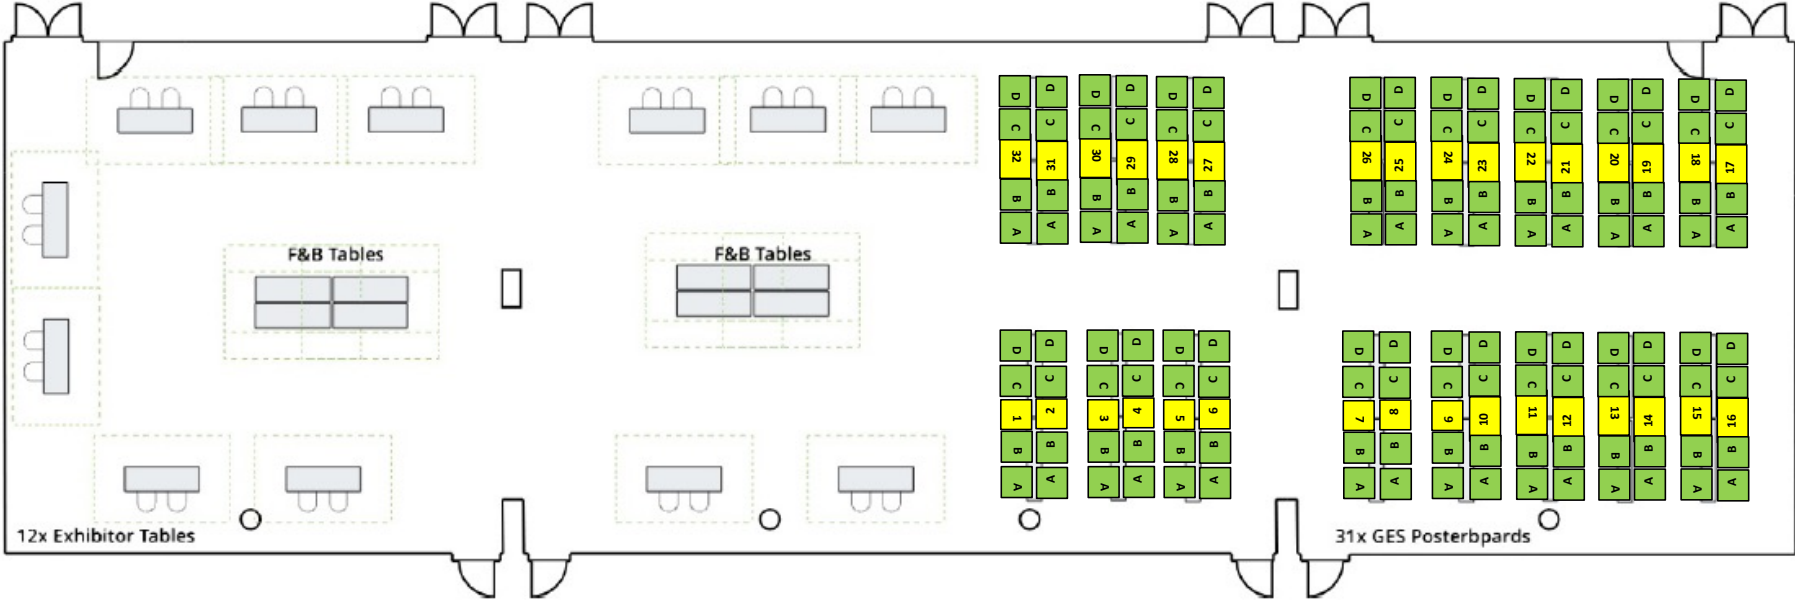 D D D D D D D D D D D D D D D D
C C C C C C C C C C C C C C C C
32 31 30 29 28 27 26 25 24 23 22 21 20 19 18 17
B B B B B B B B B B B B B B B B
A A A A A A A A A A A A A A A A
F&B Tables
F&B Tables
D D D D D D D D D D D D D D D D
C C C C C C C C C C C C C C C C
1 2 3 4 5 6 7 8 9 10 11 12 13 14 15 16
B B B B B B B B B B B B B B B B
A A A A A A A A A A A A A A A A
12x Exhibitor Tables
31x GES Posterbpards